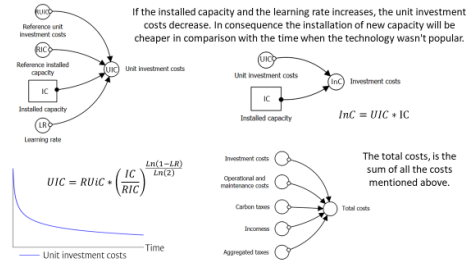 If the installed capacity and the learning rate increases, the unit investment
costs decrease. In consequence the installation of new capacity will be
cheaper in comparison with the time when the technology wasn't popular.
RUIC
Reference unit
investment costs
RIC
Reference installed
capacity
IC
Installed capacity
LR
Learning rate
UIC
Unit investment costs
UIC
Unit investment costs
IC
Installed capacity
InC
Investment costs
InC = UIC * IC
UIC = RUiC * (IC/RIC)^(Ln(1−LR)/Ln(2))
Time
Unit investment costs
Investment costs
Operational and
maintenance costs
Carbon taxes
Incomess
Aggregated taxes
Total costs
The total costs, is the
sum of all the costs
mentioned above.